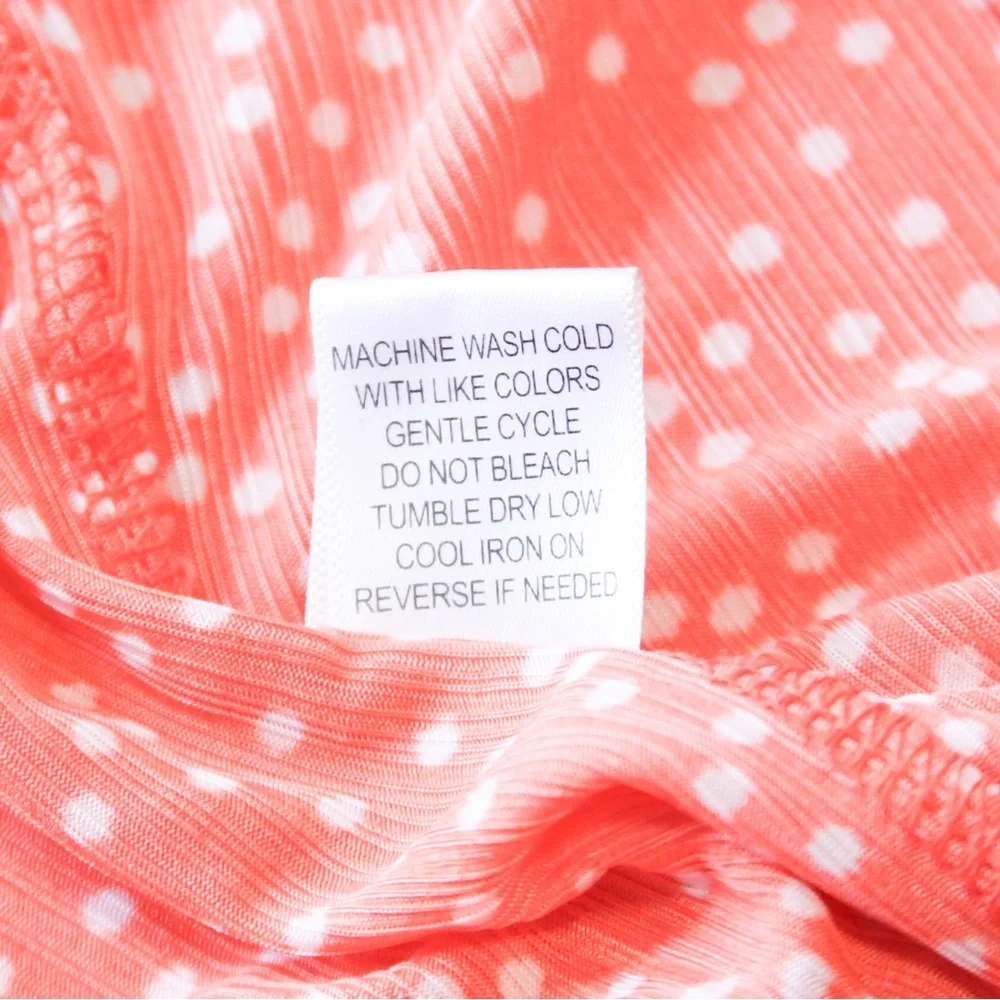 MACHINE WASH COLD
WITH LIKE COLORS
GENTLE CYCLE
DO NOT BLEACH
TUMBLE DRY LOW
COOL IRON ON
REVERSE IF NEEDED